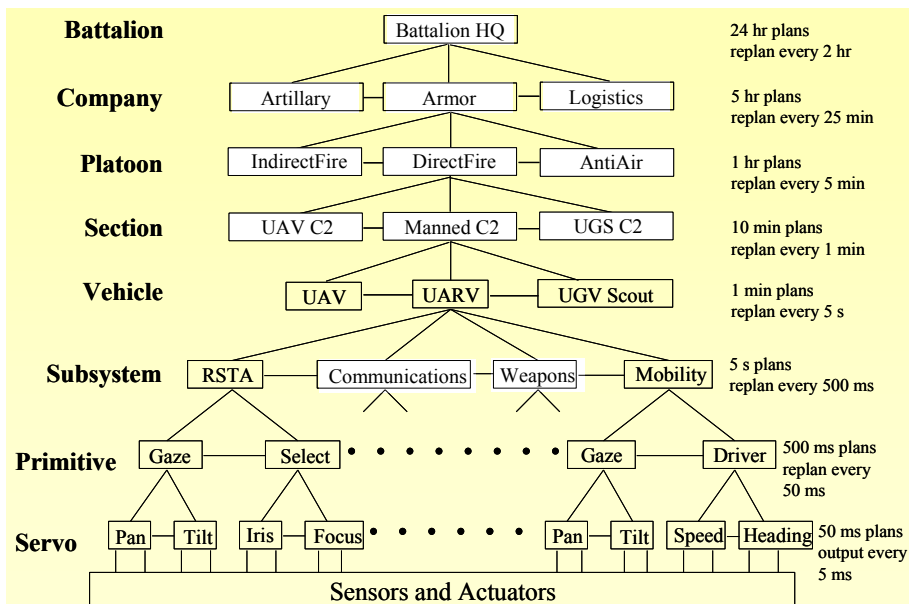 Battalion
Battalion HQ
24 hr plans
replan every 2 hr
Company
Artillary
Armor
Logistics
5 hr plans
replan every 25 min
Platoon
IndirectFire
DirectFire
AntiAir
1 hr plans
replan every 5 min
Section
UAV C2
Manned C2
UGS C2
10 min plans
replan every 1 min
Vehicle
UAV
UARV
UGV Scout
1 min plans
replan every 5 s
Subsystem
RSTA
Communications
Weapons
Mobility
5 s plans
replan every 500 ms
Primitive
Gaze
Select
Gaze
Driver
500 ms plans
replan every
50 ms
Servo
Pan
Tilt
Iris
Focus
Pan
Tilt
Speed
Heading
50 ms plans
output every
5 ms
Sensors and Actuators